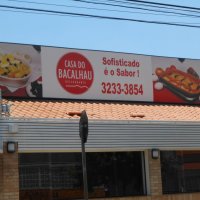 CASA DO
BACALHAU
RESTAURANTE
Sofisticado
é o Sabor!
3233-3854